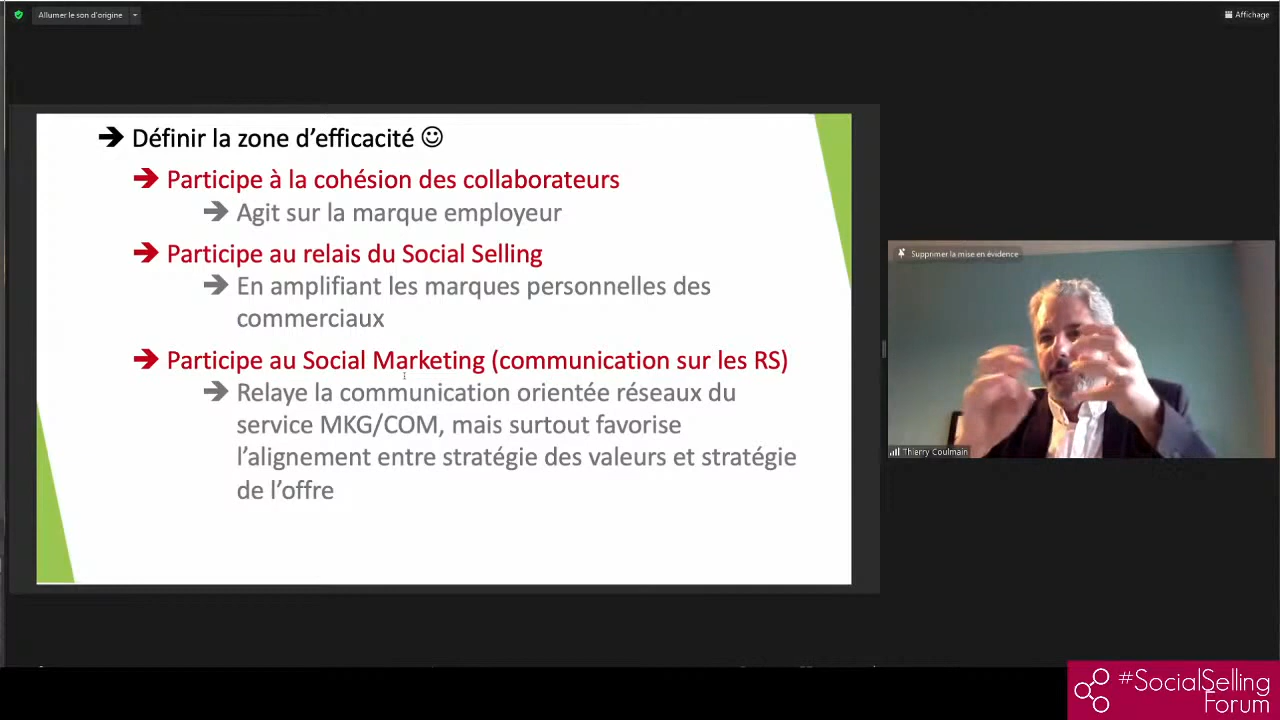 Allumer le son d'origine
Affichage
➔ Définir la zone d’efficacité ☺
➔ Participe à la cohésion des collaborateurs
➔ Agit sur la marque employeur
➔ Participe au relais du Social Selling
➔ En amplifiant les marques personnelles des
commerciaux
➔ Participe au Social Marketing (communication sur les RS)
➔ Relaye la communication orientée réseaux du
service MKG/COM, mais surtout favorise
l’alignement entre stratégie des valeurs et stratégie
de l’offre
Supprimer la mise en évidence
Thierry Coulmain
#SocialSelling
Forum